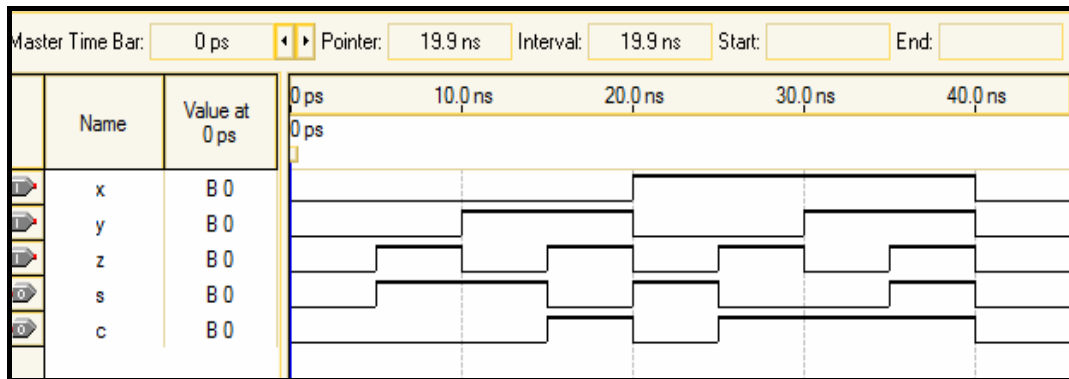 Master Time Bar: 0 ps Pointer: 19.9 ns Interval: 19.9 ns Start: End:
Name Value at 0 ps
0 ps 10.0 ns 20.0 ns 30.0 ns 40.0 ns
0 ps
x B 0
y B 0
z B 0
s B 0
c B 0